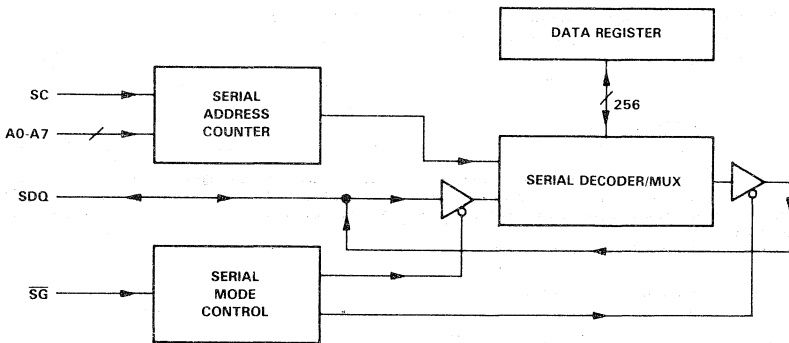 DATA REGISTER
256
SC
A0-A7
SERIAL
ADDRESS
COUNTER
SERIAL DECODER/MUX
SDQ
SG
SERIAL
MODE
CONTROL